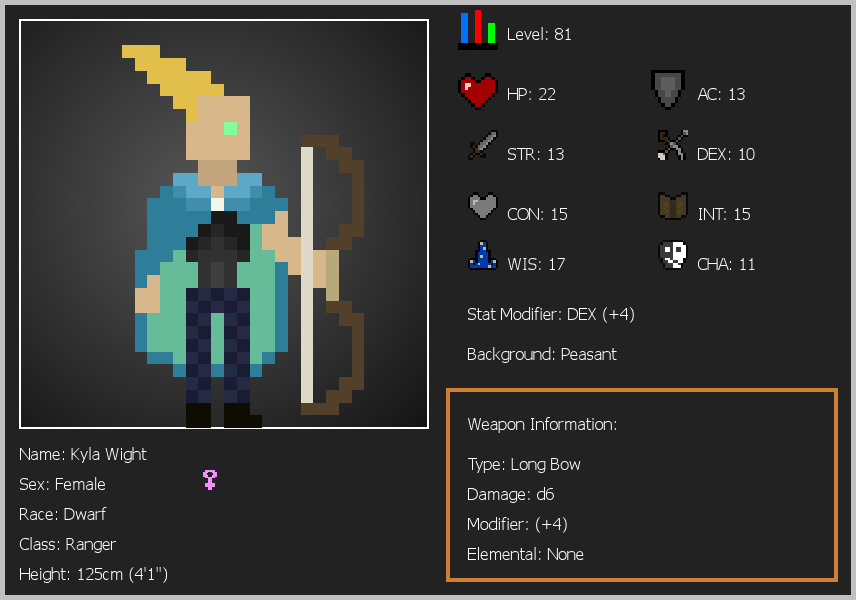 Level: 81
HP: 22
AC: 13
STR: 13
DEX: 10
CON: 15
INT: 15
WIS: 17
CHA: 11
Stat Modifier: DEX (+4)
Background: Peasant
Weapon Information:
Type: Long Bow
Damage: d6
Modifier: (+4)
Elemental: None
Name: Kyla Wight
Sex: Female
Race: Dwarf
Class: Ranger
Height: 125cm (4'1")